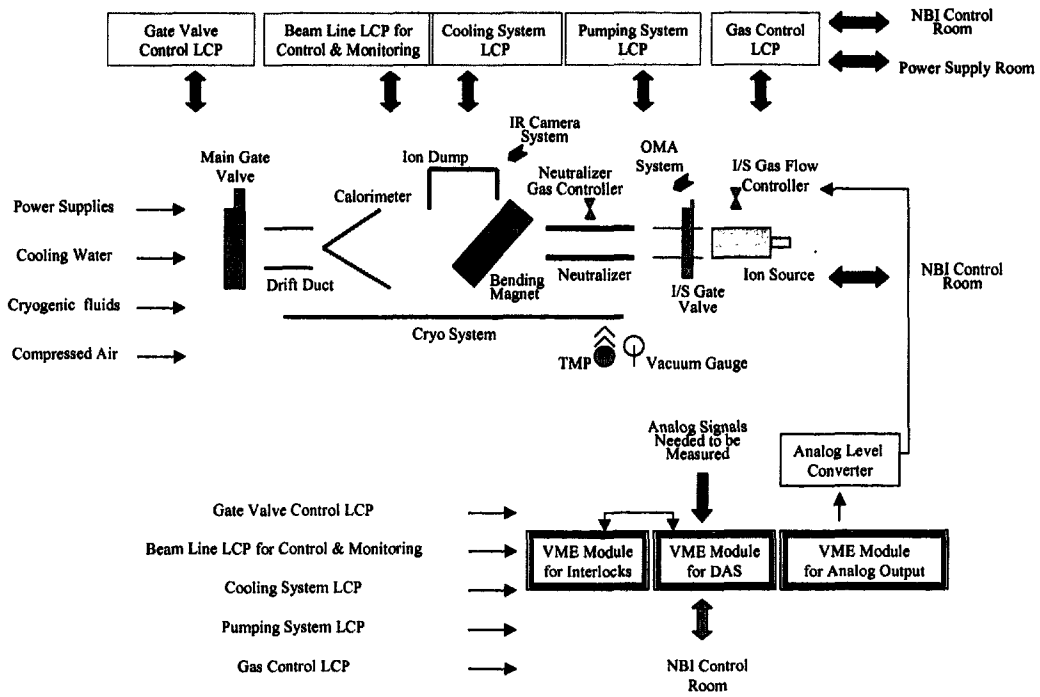 Gate Valve
Control LCP
Beam Line LCP for
Control & Monitoring
Cooling System
LCP
Pumping System
LCP
Gas Control
LCP
NBI Control
Room
Power Supply Room
IR Camera
System
Main Gate
Valve
Ion Dump
Calorimeter
Neutralizer
Gas Controller
OMA
System
I/S Gas Flow
Controller
Power Supplies
Cooling Water
Cryogenic fluids
Compressed Air
Drift Duct
Bending
Magnet
Neutralizer
I/S Gate
Valve
Ion Source
NBI Control
Room
Cryo System
TMP
Vacuum Gauge
Analog Signals
Needed to be
Measured
Analog Level
Converter
Gate Valve Control LCP
Beam Line LCP for Control & Monitoring
Cooling System LCP
Pumping System LCP
Gas Control LCP
VME Module
for Interlocks
VME Module
for DAS
VME Module
for Analog Output
NBI Control
Room